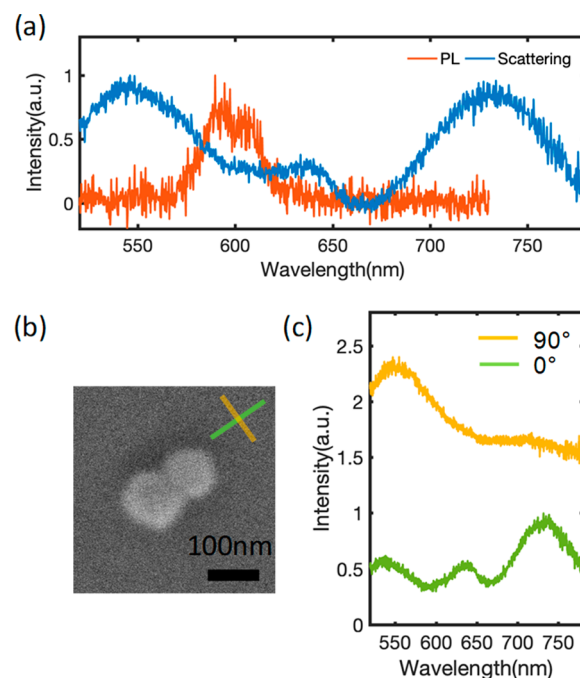 (a)
PL Scattering
1
0.5
0
Intensity(a.u.)
550 600 650 700 750
Wavelength(nm)
(b)
100nm
(c)
90°
0°
2.5
2
1.5
1
0.5
0
Intensity(a.u.)
550 600 650 700 750
Wavelength(nm)